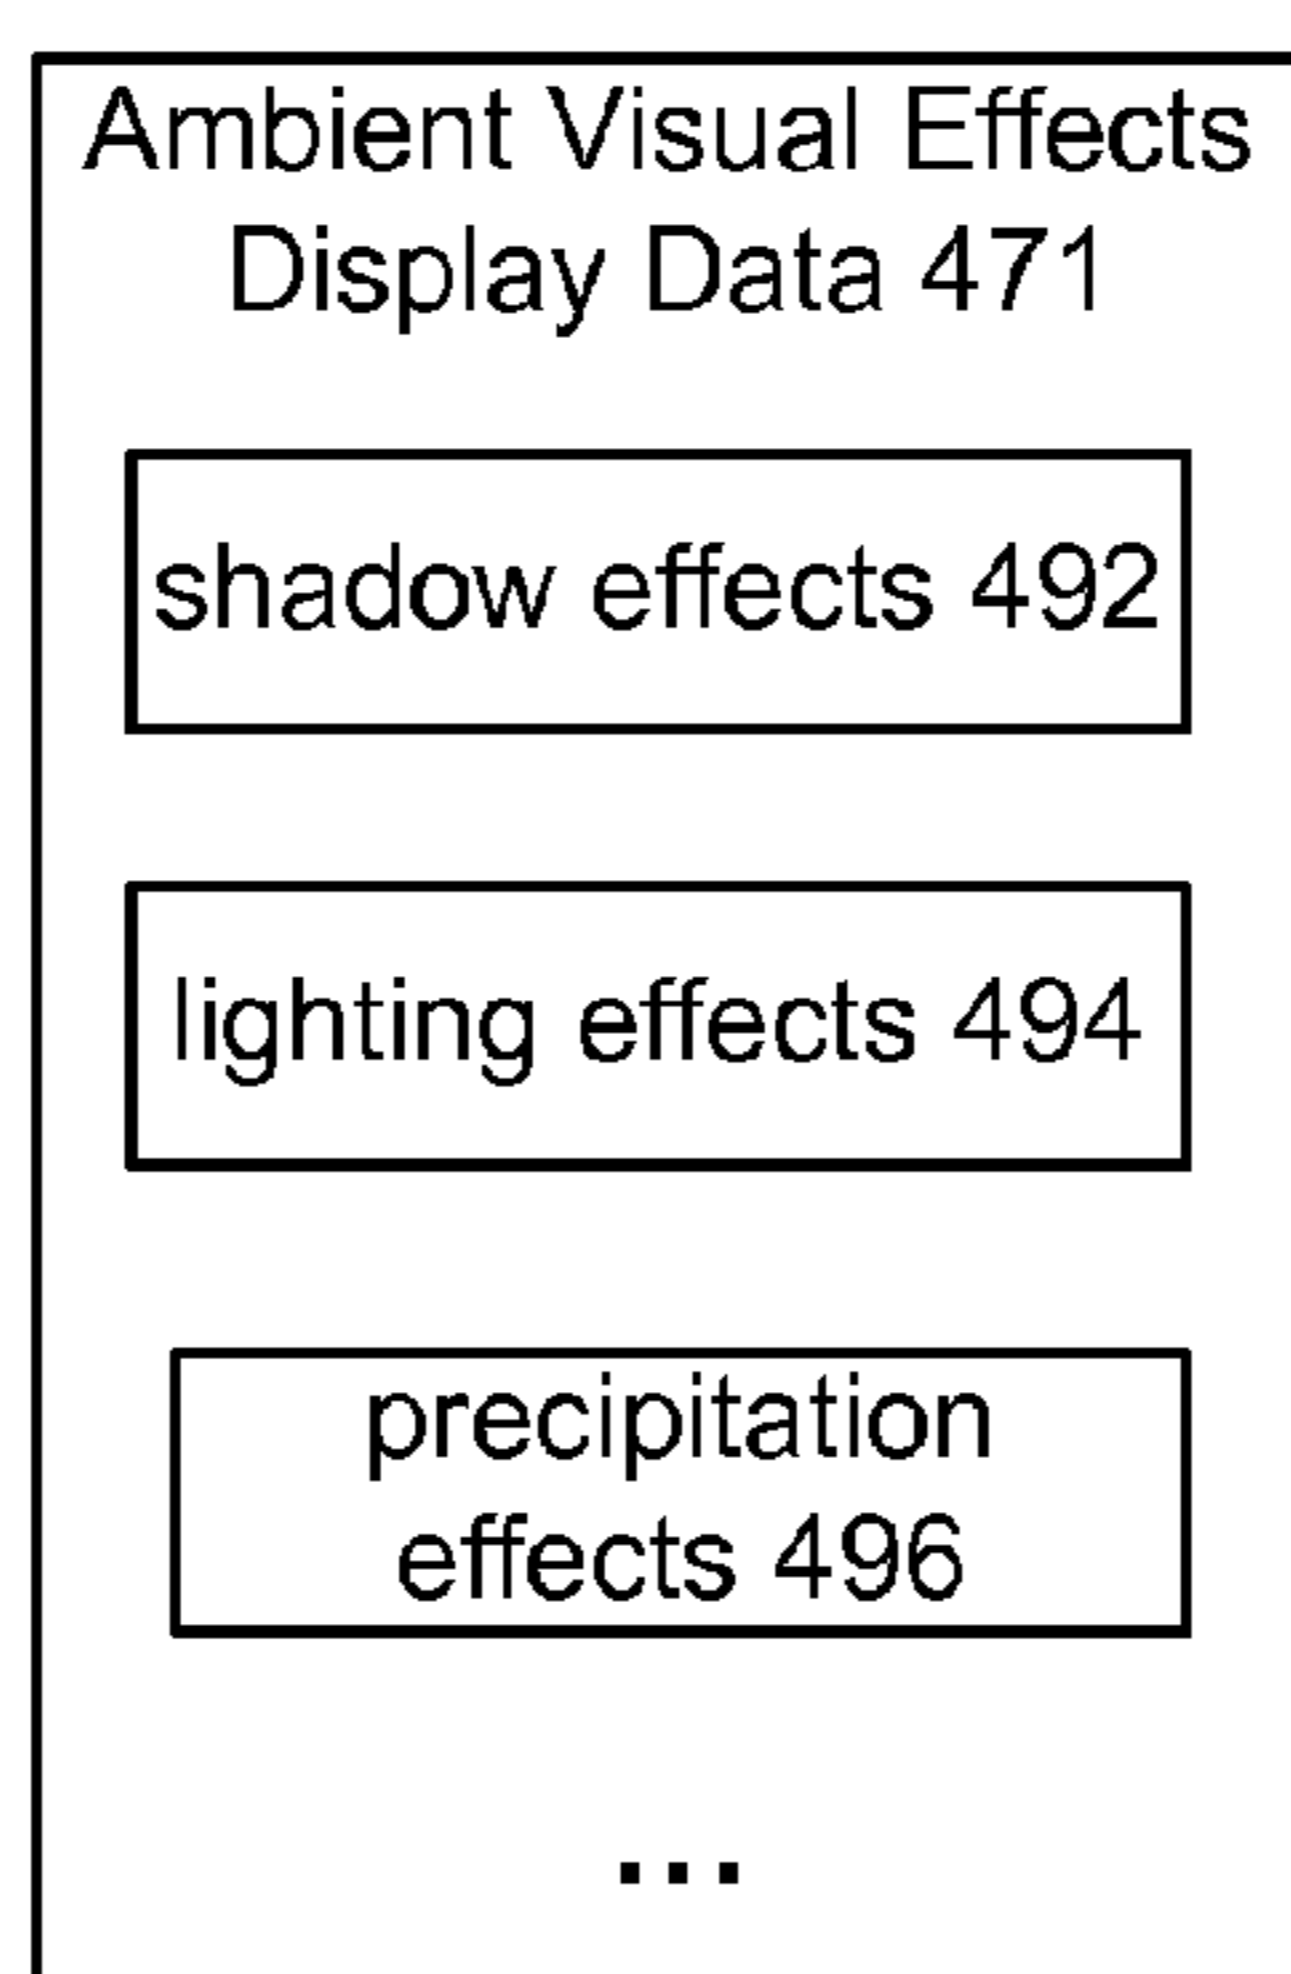 Ambient Visual Effects
Display Data 471
shadow effects 492
lighting effects 494
precipitation
effects 496
...